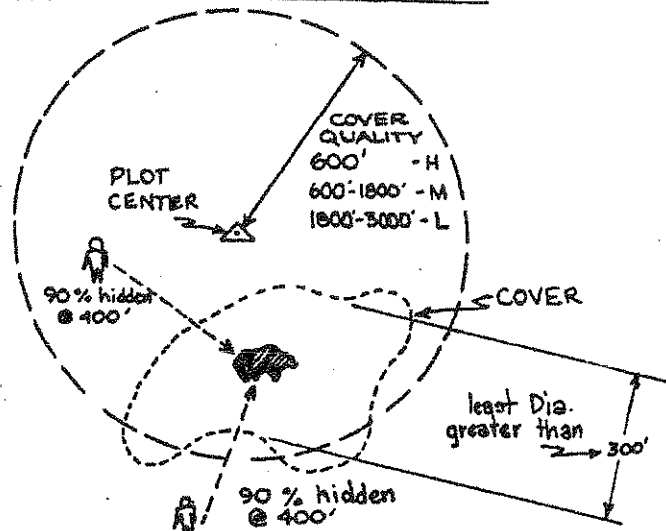 COVER
QUALITY
600' - H
600'-1800' - M
1800'-3000' - L
PLOT
CENTER
90% hidden
@ 400'
COVER
least Dia.
greater than
300'
90% hidden
@ 400'